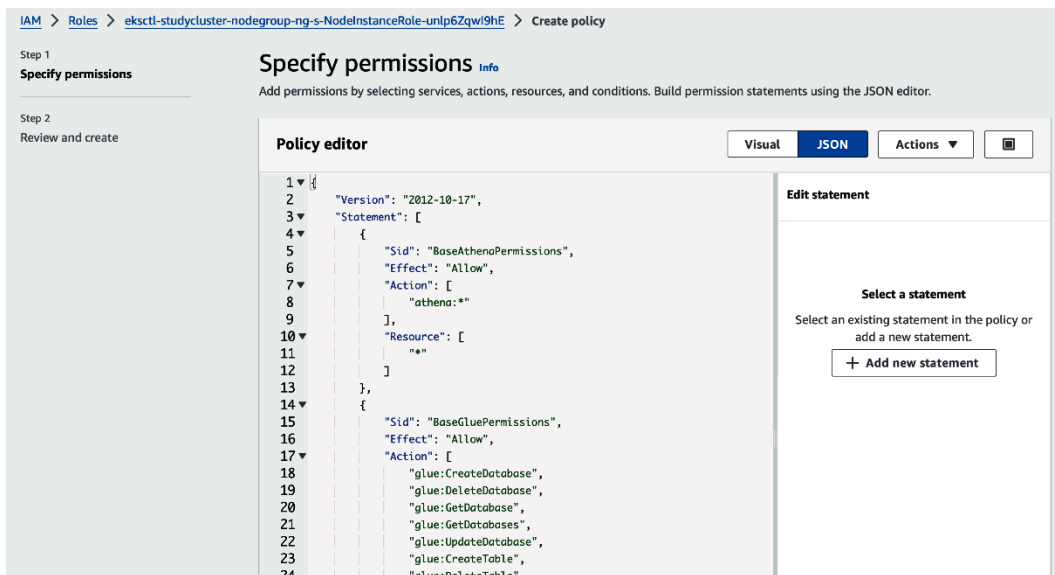 IAM > Roles > eksctl-studycluster-nodegroup-ng-s-NodeInstanceRole-unlp6Zqwl9hE > Create policy
Step 1
Specify permissions
Step 2
Review and create
Specify permissions Info
Add permissions by selecting services, actions, resources, and conditions. Build permission statements using the JSON editor.
Policy editor
Visual JSON Actions ▼
1 ▼ {
2 "Version": "2012-10-17",
3 ▼ "Statement": [
4 ▼ {
5 "Sid": "BaseAthenaPermissions",
6 "Effect": "Allow",
7 ▼ "Action": [
8 "athena:*"
9 ],
10 ▼ "Resource": [
11 "*"
12 ]
13 },
14 ▼ {
15 "Sid": "BaseGluePermissions",
16 "Effect": "Allow",
17 ▼ "Action": [
18 "glue:CreateDatabase",
19 "glue:DeleteDatabase",
20 "glue:GetDatabase",
21 "glue:GetDatabases",
22 "glue:UpdateDatabase",
23 "glue:CreateTable",
24 "glue:DeleteTable",
Edit statement
Select a statement
Select an existing statement in the policy or
add a new statement.
+ Add new statement